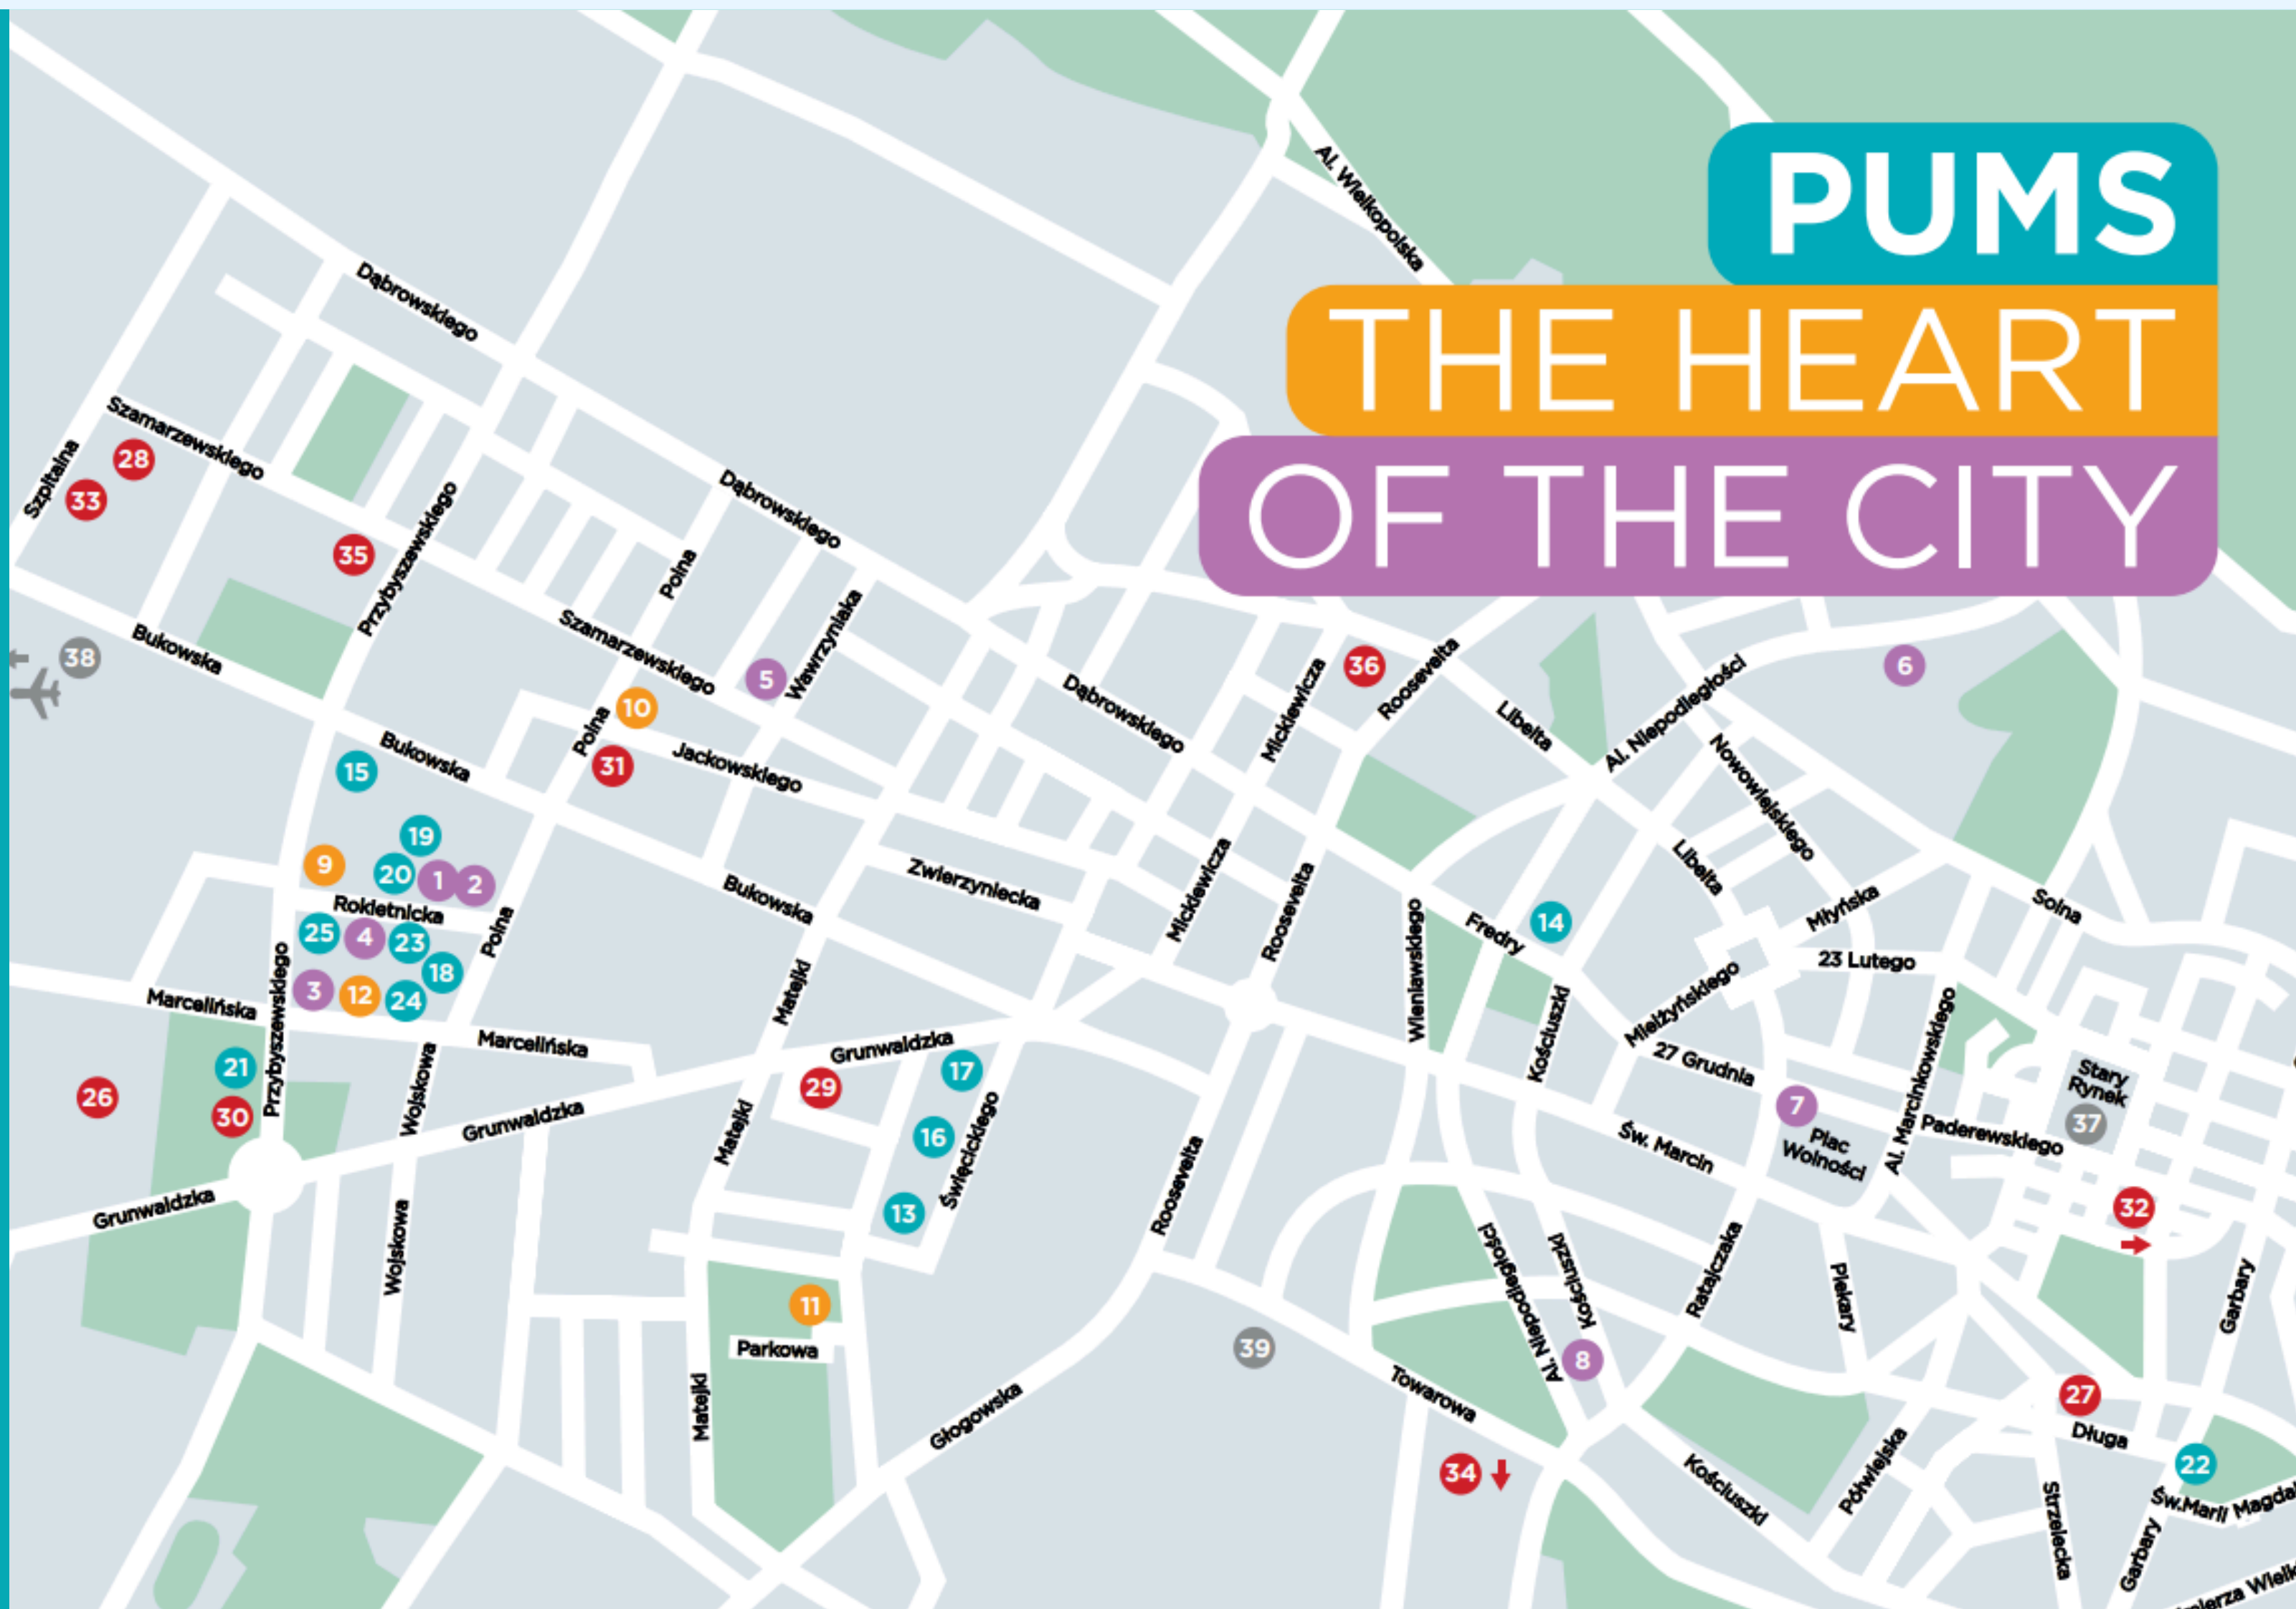 PUMS
THE HEART
OF THE CITY
Al. Wielkopolska
Dąbrowskiego
Szamarzewskiego
Szpitalna
28
33
35
Przybyszewskiego
Dąbrowskiego
Polna
Szamarzewskiego
Wawrzyniaka
5
Bukowska
38
10
Polna
31
Jackowskiego
Bukowska
15
19
9
20
1
2
Rokietnicka
25
4
23
18
3
12
24
Polna
Przybyszewskiego
Marcelińska
Marcelińska
21
26
30
Wojskowa
Grunwaldzka
Grunwaldzka
Wojskowa
Dąbrowskiego
Mickiewicza
36
Roosevelta
Libelta
Al. Niepodległości
6
Nowowiejskiego
Libelta
Młyńska
Solna
23 Lutego
Zwierzyniecka
Bukowska
Mickiewicza
Roosevelta
Wieniawskiego
Fredry
14
Kościuszki
Mielżyńskiego
27 Grudnia
7
Plac
Wolności
Al. Marcinkowskiego
Paderewskiego
Stary
Rynek
37
32
Matejki
Grunwaldzka
29
17
16
Święcickiego
13
Matejki
Roosevelta
Św. Marcin
Al. Niepodległości
Kościuszki
8
Ratajczaka
Piekary
Garbary
11
Parkowa
Matejki
Głogowska
39
Towarowa
34
Kościuszki
Półwiejska
27
Długa
22
Strzelecka
Garbary
Św.Marii